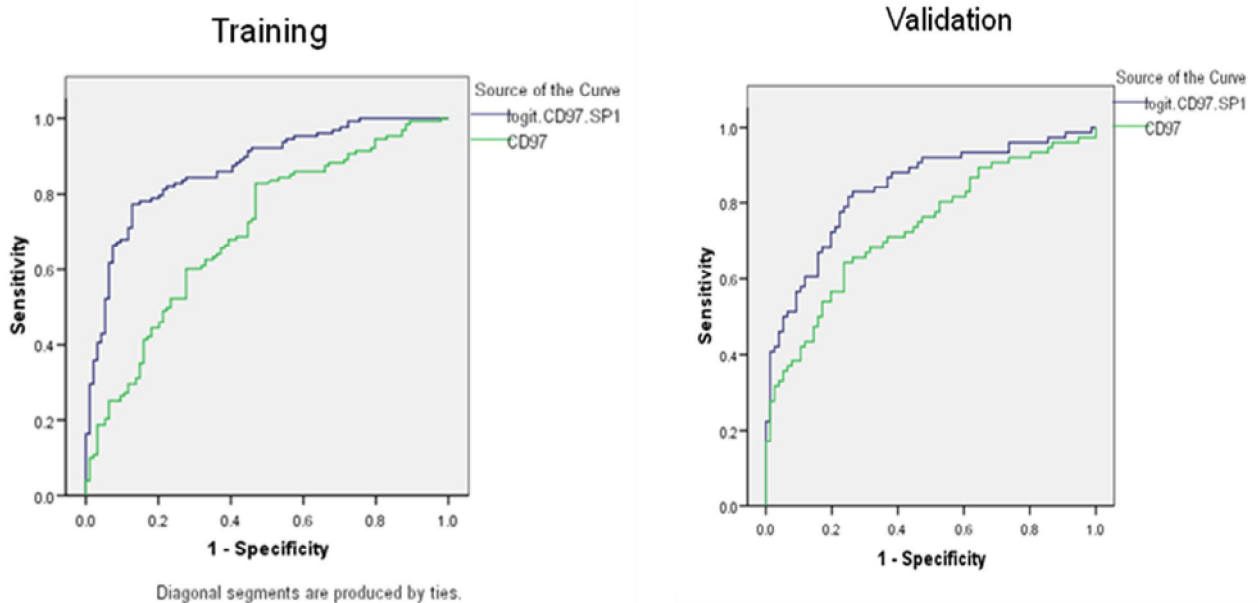 Training
Source of the Curve
logit.CD97.SP1
CD97
1.0
0.8
0.6
0.4
0.2
0.0
Sensitivity
0.0 0.2 0.4 0.6 0.8 1.0
1 - Specificity
Diagonal segments are produced by ties.
Validation
Source of the Curve
logit.CD97.SP1
CD97
1.0
0.8
0.6
0.4
0.2
0.0
Sensitivity
0.0 0.2 0.4 0.6 0.8 1.0
1 - Specificity